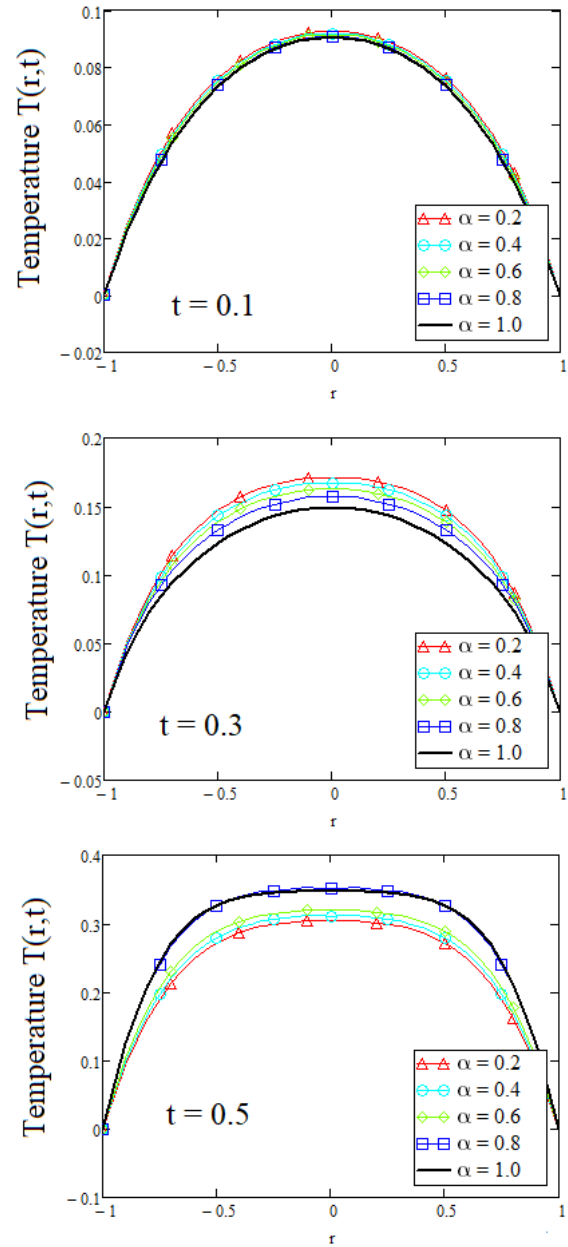 Temperature T(r,t)
0.1
0.08
0.06
0.04
0.02
0
− 0.02
− 1
− 0.5
0
0.5
1
r
t = 0.1
α = 0.2
α = 0.4
α = 0.6
α = 0.8
α = 1.0
Temperature T(r,t)
0.2
0.15
0.1
0.05
0
− 0.05
− 1
− 0.5
0
0.5
1
r
t = 0.3
α = 0.2
α = 0.4
α = 0.6
α = 0.8
α = 1.0
Temperature T(r,t)
0.4
0.3
0.2
0.1
0
− 0.1
− 1
− 0.5
0
0.5
1
r
t = 0.5
α = 0.2
α = 0.4
α = 0.6
α = 0.8
α = 1.0